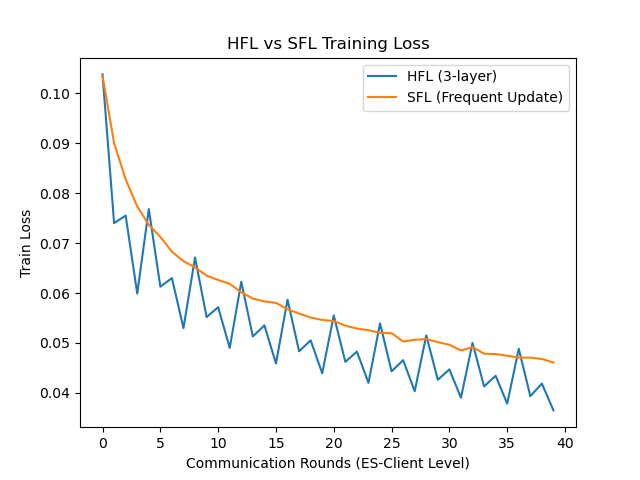 HFL vs SFL Training Loss
HFL (3-layer)
SFL (Frequent Update)
0.10
0.09
0.08
0.07
0.06
0.05
0.04
Train Loss
0 5 10 15 20 25 30 35 40
Communication Rounds (ES-Client Level)